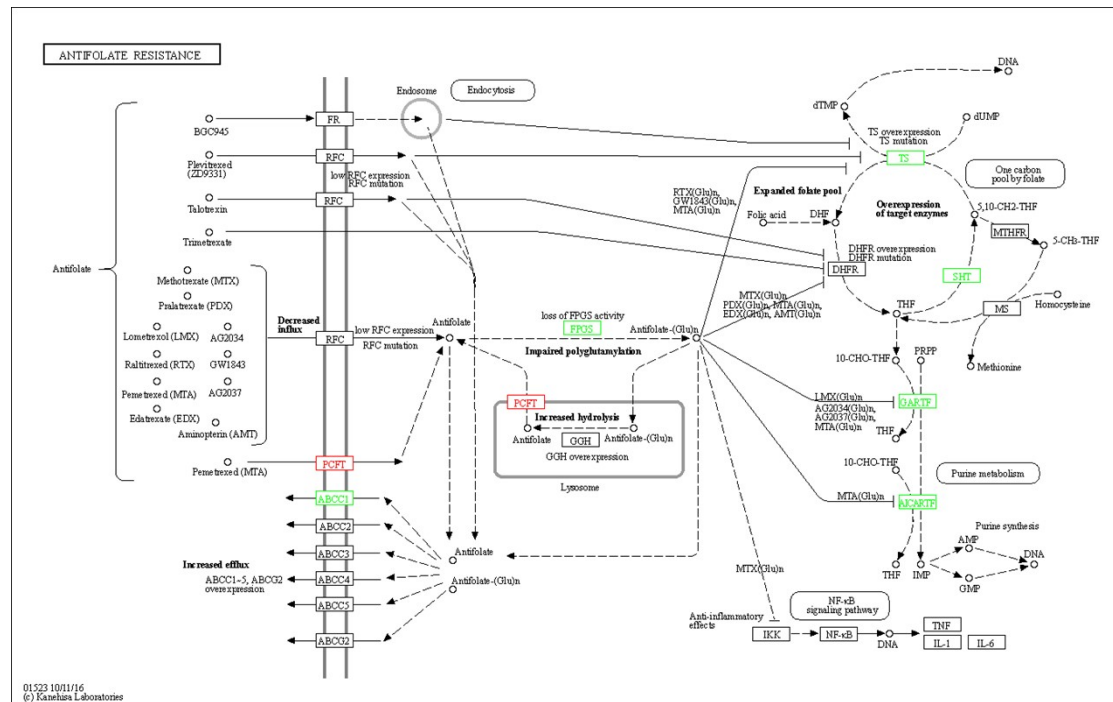 ANTIFOLATE RESISTANCE
Antifolate
BGC945
Plevitrexed
(ZD9331)
Talotrexin
Trimetrexate
Methotrexate (MTX)
Pralatrexate (PDX)
Lometrexol (LMX)
AG2034
Raltitrexed (RTX)
GW1843
Pemetrexed (MTA)
AG2037
Edatrexate (EDX)
Aminopterin (AMT)
Pemetrexed (MTA)
Decreased
influx
FR
RFC
RFC
RFC
PCFT
ABCC1
ABCC2
ABCC3
ABCC4
ABCC5
ABCG2
Increased efflux
ABCC1-5, ABCG2
overexpression
Endosome
Endocytosis
low RFC expression
RFC mutation
low RFC expression
RFC mutation
Antifolate
loss of FPGS activity
FPGS
Impaired polyglutamylation
Antifolate-(Glu)n
PCFT
Increased hydrolysis
Antifolate
GGH
Antifolate-(Glu)n
GGH overexpression
Lysosome
Antifolate
Antifolate-(Glu)n
RTX(Glu)n,
GW1843(Glu)n,
MTA(Glu)n
MTX(Glu)n
PDX(Glu)n, MTA(Glu)n,
EDX(Glu)n, AMT(Glu)n
LMX(Glu)n
AG2034(Glu)n,
AG2037(Glu)n,
MTA(Glu)n
MTA(Glu)n
MTX(Glu)n
DNA
dTMP
dUMP
TS overexpression
TS mutation
TS
One carbon
pool by folate
Expanded folate pool
Folic acid
DHF
Overexpression
of target enzymes
5,10-CH2-THF
MTHFR
5-CH3-THF
DHFR overexpression
DHFR mutation
DHFR
SHT
THF
MS
Homocysteine
Methionine
10-CHO-THF
PRPP
GARTF
THF
10-CHO-THF
Purine metabolism
AICARTF
Purine synthesis
THF
IMP
AMP
GMP
DNA
Anti-inflammatory
effects
NF-κB
signaling pathway
IKK
NF-κB
DNA
TNF
IL-1
IL-6
01523 10/11/16
(c) Kanehisa Laboratories